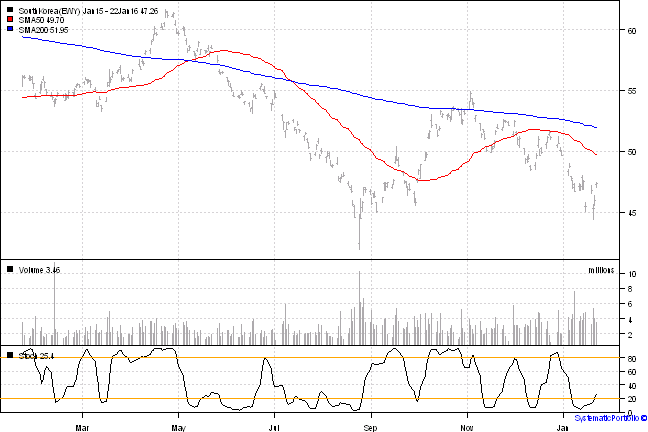 SouthKorea(EWY) Jan15 - 22Jan16 47.26
SMA50 49.70
SMA200 51.95
60
55
50
45
Volume 3.46
millions
10
8
6
4
2
Stoch 25.4
80
60
40
20
0
Mar May Jul Sep Nov Jan
SystematicPortfolio ©